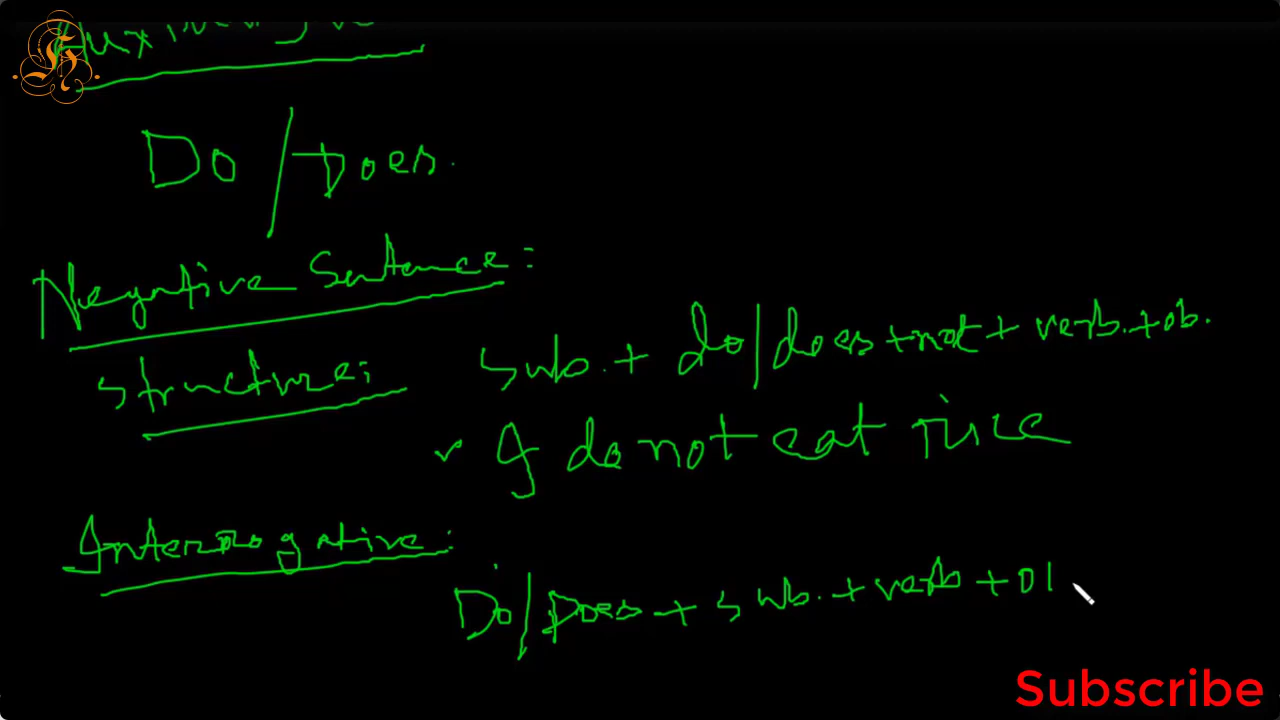 Do/Does.
Negative Sentence:
Structure: sub. + do/does+not + verb.+ob.
I do not eat rice
Interrogative:
Do/Does + sub. + verb + ob
Subscribe